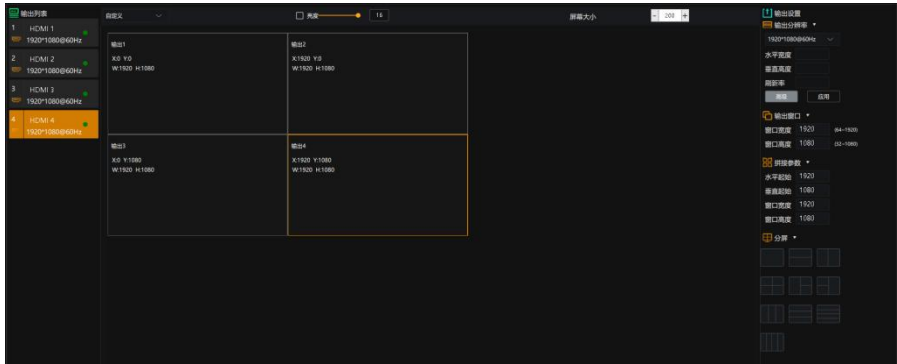 输出列表
1 HDMI 1
1920*1080@60Hz
2 HDMI 2
1920*1080@60Hz
3 HDMI 3
1920*1080@60Hz
4 HDMI 4
1920*1080@60Hz
自定义
亮度 16
屏幕大小 - 200 +
输出1
X:0 Y:0
W:1920 H:1080
输出2
X:1920 Y:0
W:1920 H:1080
输出3
X:0 Y:1080
W:1920 H:1080
输出4
X:1920 Y:1080
W:1920 H:1080
输出设置
输出分辨率
1920*1080@60Hz
水平宽度
垂直高度
刷新率
应用
输出窗口
窗口宽度 1920 (64~1920)
窗口高度 1080 (32~1080)
拼接参数
水平起始 1920
垂直起始 1080
窗口宽度 1920
窗口高度 1080
分屏